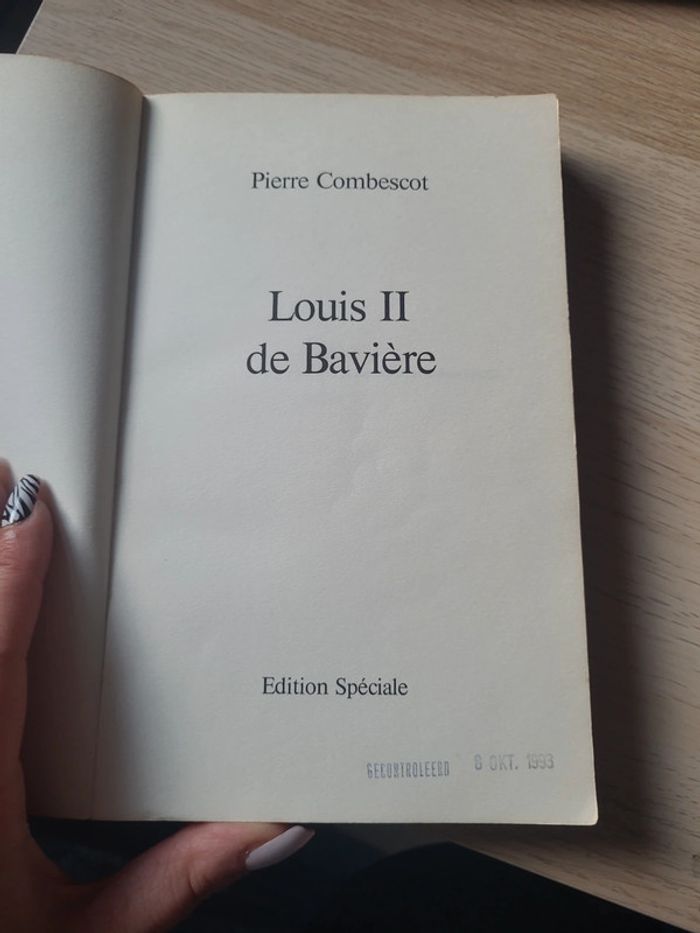 Pierre Combescot
Louis II
de Bavière
Edition Spéciale
GECONTROLEERD 8 OKT. 1993